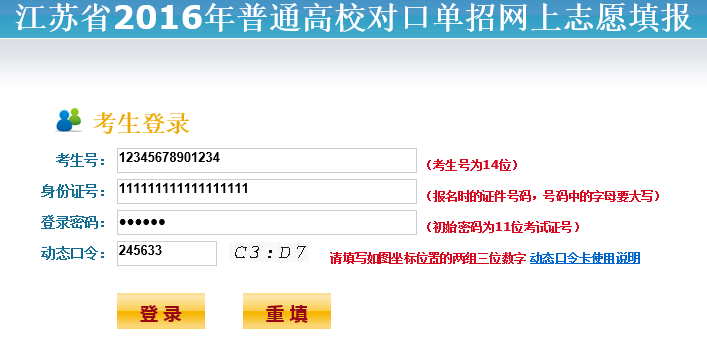 江苏省2016年普通高校对口单招网上志愿填报
考生登录
考生号： 12345678901234 （考生号为14位）
身份证号： 111111111111111111 （报名时的证件号码，号码中的字母要大写）
登录密码： ●●●●●● （初始密码为11位考试证号）
动态口令： 245633 C3:D7 请填写如图坐标位置的两组三位数字 动态口令卡使用说明
登录 重填